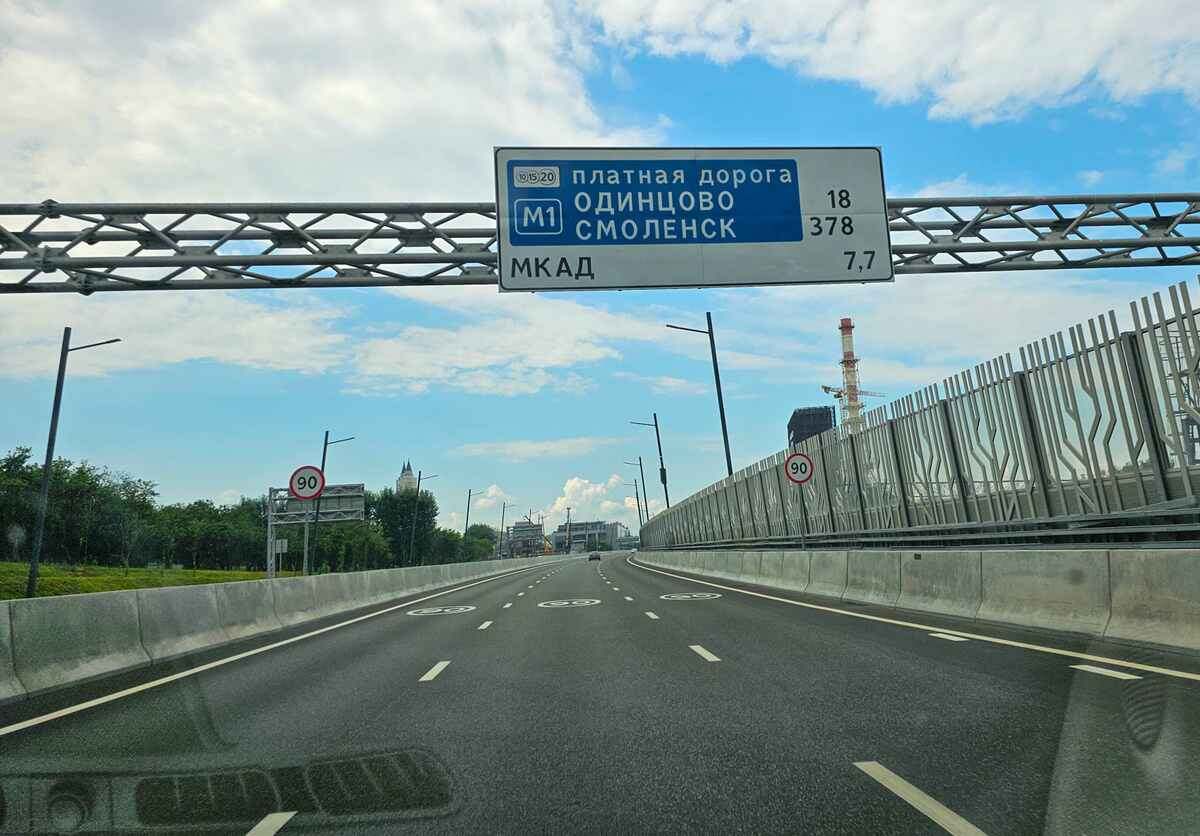 10 15 20 платная дорога
М1 ОДИНЦОВО 18
СМОЛЕНСК 378
МКАД 7,7
90
90